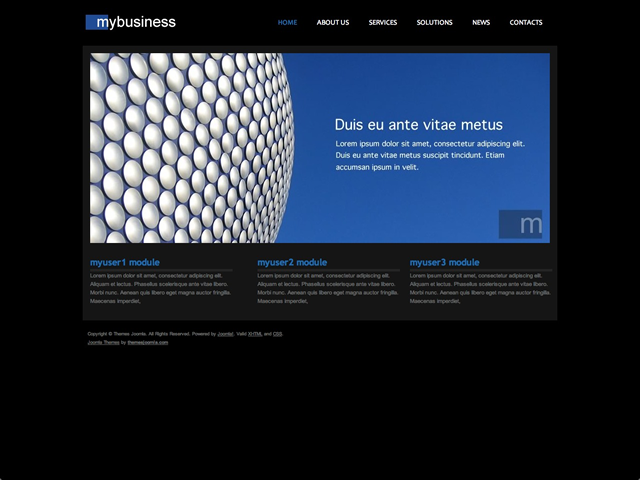 mybusiness
HOME ABOUT US SERVICES SOLUTIONS NEWS CONTACTS
Duis eu ante vitae metus
Lorem ipsum dolor sit amet, consectetur adipiscing elit.
Duis eu ante vitae metus suscipit tincidunt. Etiam
accumsan ipsum in velit.
m
myuser1 module
Lorem ipsum dolor sit amet, consectetur adipiscing elit.
Aliquam et lectus. Phasellus scelerisque ante vitae libero.
Morbi nunc. Aenean quis libero eget magna auctor fringilla.
Maecenas imperdiet,
myuser2 module
Lorem ipsum dolor sit amet, consectetur adipiscing elit.
Aliquam et lectus. Phasellus scelerisque ante vitae libero.
Morbi nunc. Aenean quis libero eget magna auctor fringilla.
Maecenas imperdiet,
myuser3 module
Lorem ipsum dolor sit amet, consectetur adipiscing elit.
Aliquam et lectus. Phasellus scelerisque ante vitae libero.
Morbi nunc. Aenean quis libero eget magna auctor fringilla.
Maecenas imperdiet,
Copyright © Themes Joomla. All Rights Reserved. Powered by Joomla!. Valid XHTML and CSS.
Joomla Themes by themesjoomla.com